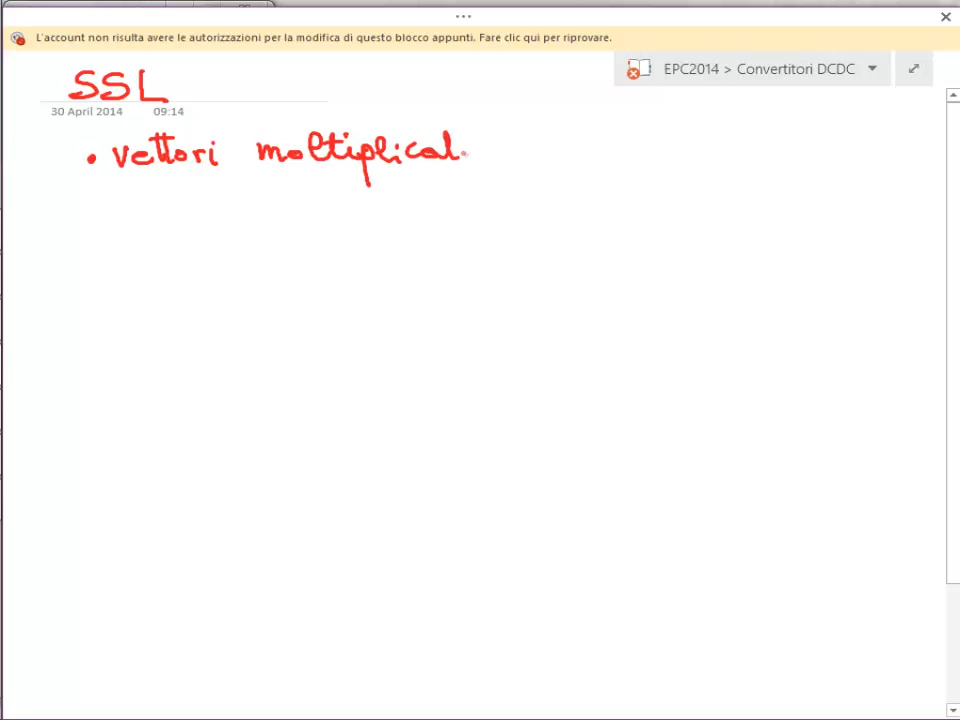 L'account non risulta avere le autorizzazioni per la modifica di questo blocco appunti. Fare clic qui per riprovare.
EPC2014 > Convertitori DCDC
SSL
30 April 2014 09:14
• vettori moltiplical